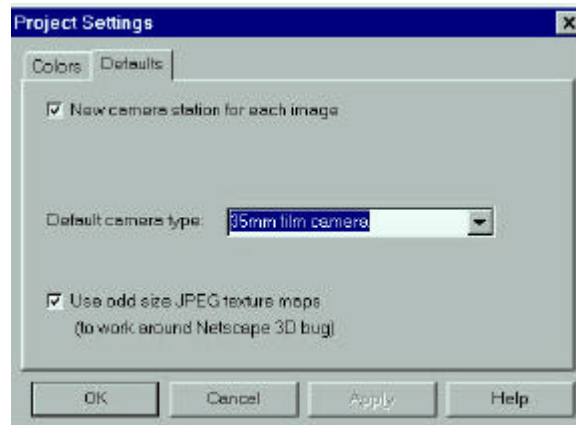 Project Settings
Colors Defaults
New camera station for each image
Default camera type: 35mm film camera
Use odd size JPEG texture maps
(to work around Netscape 3D bug)
OK Cancel Apply Help